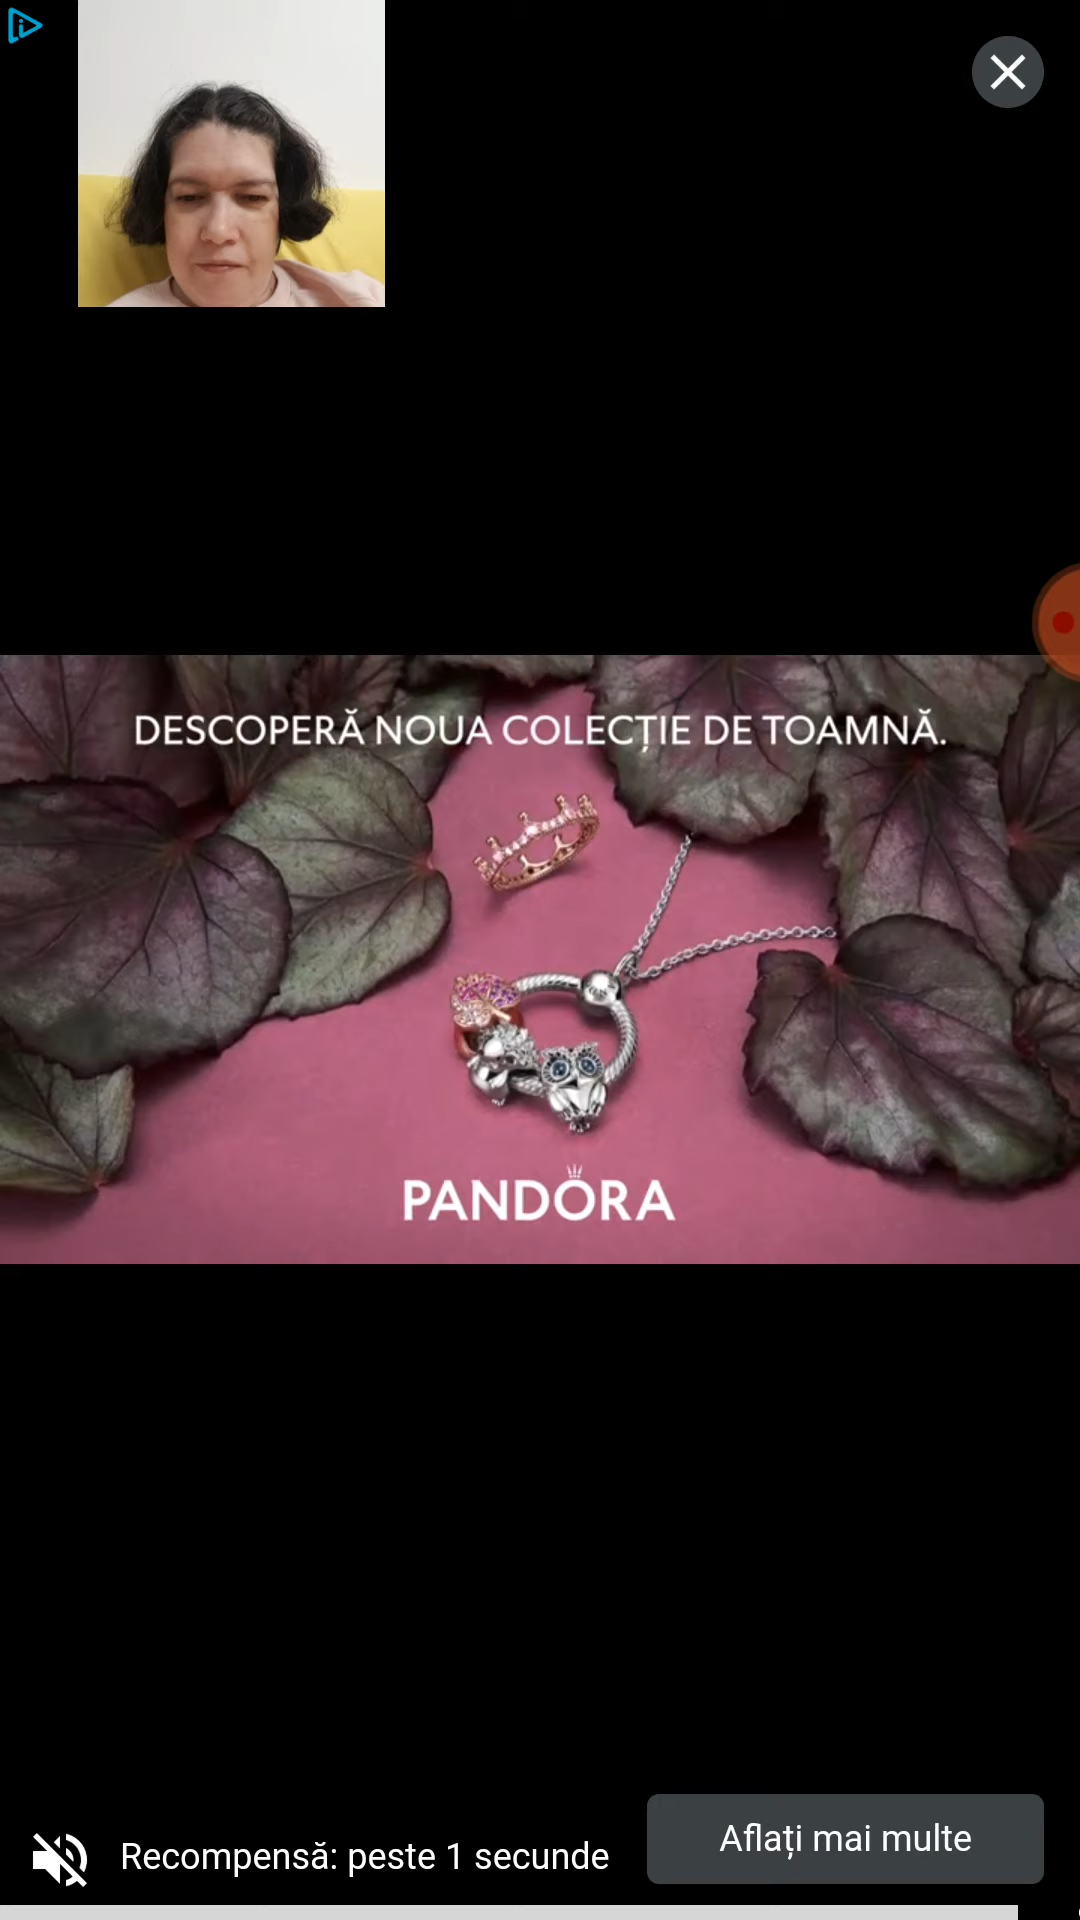 DESCOPERĂ NOUA COLECȚIE DE TOAMNĂ.
PANDORA
Recompensă: peste 1 secunde
Aflați mai multe